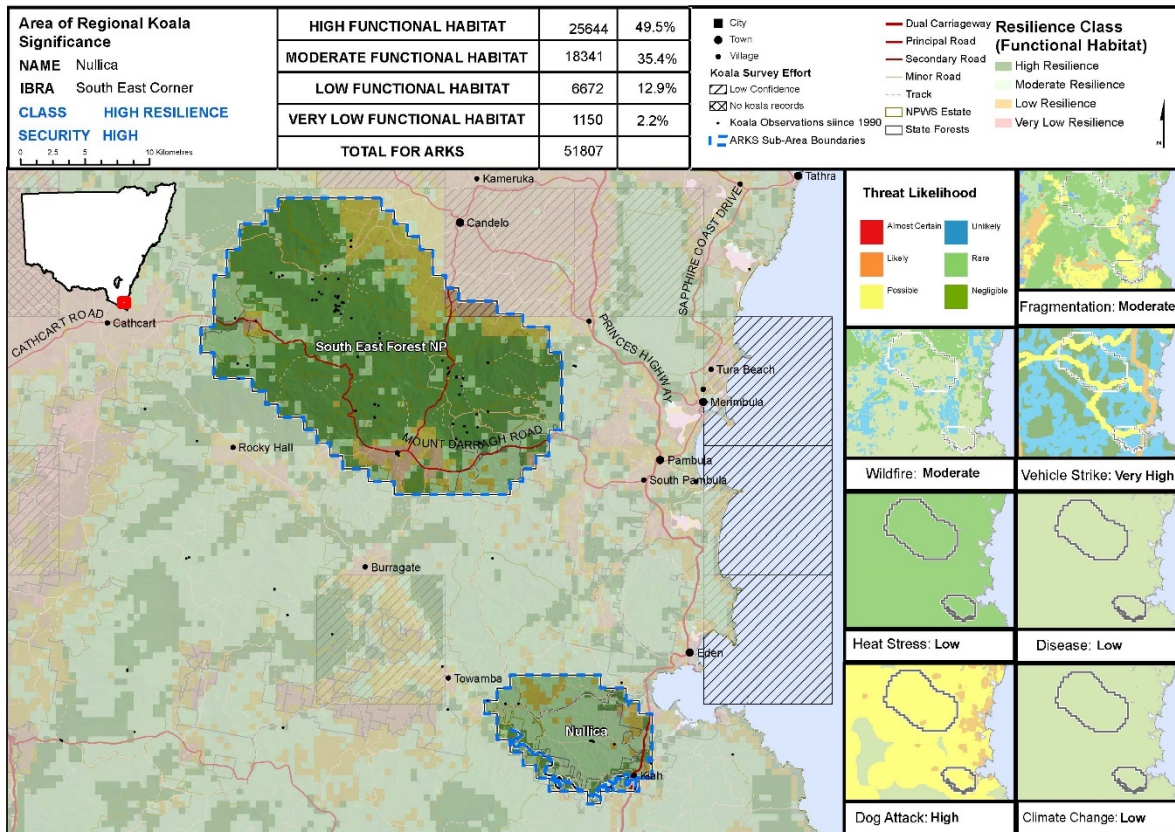 Area of Regional Koala
Significance
NAME Nullica
IBRA South East Corner
CLASS HIGH RESILIENCE
SECURITY HIGH
0 5 10 Kilometres
HIGH FUNCTIONAL HABITAT 25644 49.5%
MODERATE FUNCTIONAL HABITAT 18341 35.4%
LOW FUNCTIONAL HABITAT 6672 12.9%
VERY LOW FUNCTIONAL HABITAT 1150 2.2%
TOTAL FOR ARKS 51807
City
Town
Village
Koala Survey Effort
Low Confidence
No koala records
Koala Observations siince 1990
ARKS Sub-Area Boundaries
Dual Carriageway
Principal Road
Secondary Road
Minor Road
Track
NPWS Estate
State Forests
Resilience Class
(Functional Habitat)
High Resilience
Moderate Resilience
Low Resilience
Very Low Resilience
N
Kameruka
Tathra
Candelo
SAPPHIRE COAST DRIVE
CATHCART ROAD
Cathcart
PRINCES HIGHWAY
South East Forest NP
Tura Beach
Merimbula
MOUNT DARRAGH ROAD
Rocky Hall
Pambula
South Pambula
Burragate
Eden
Towamba
Nullica
Kiah
Threat Likelihood
Almost Certain
Unlikely
Likely
Rare
Possible
Negligible
Fragmentation: Moderate
Wildfire: Moderate
Vehicle Strike: Very High
Heat Stress: Low
Disease: Low
Dog Attack: High
Climate Change: Low